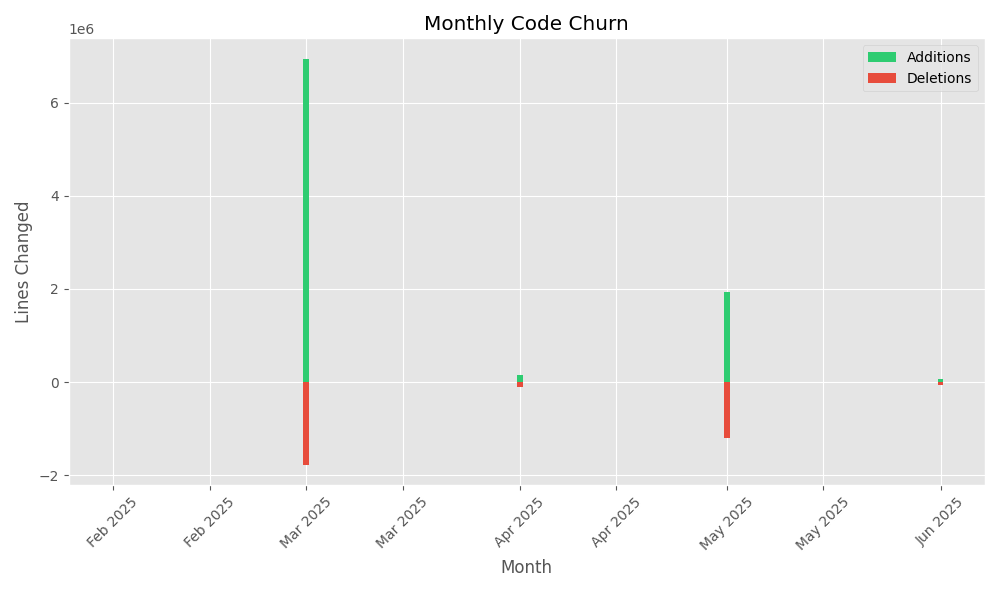 Monthly Code Churn
1e6
Additions
Deletions
6
4
2
0
−2
Lines Changed
Feb 2025
Feb 2025
Mar 2025
Mar 2025
Apr 2025
Apr 2025
May 2025
May 2025
Jun 2025
Month